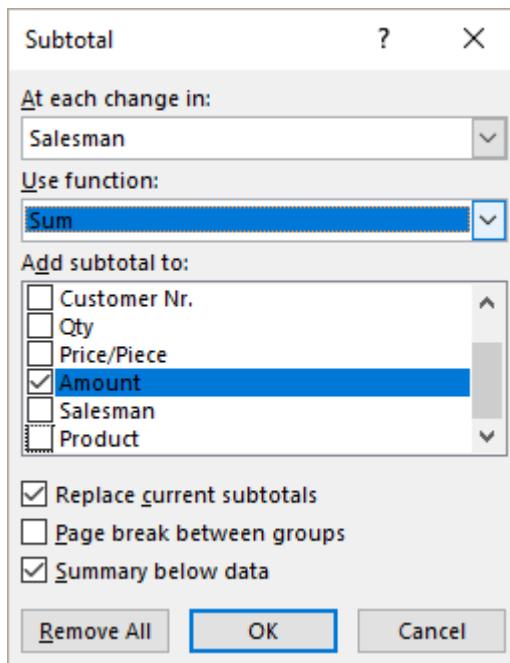 Subtotal ?
At each change in:
Salesman
Use function:
Sum
Add subtotal to:
Customer Nr.
Qty
Price/Piece
Amount
Salesman
Product
Replace current subtotals
Page break between groups
Summary below data
Remove All OK Cancel